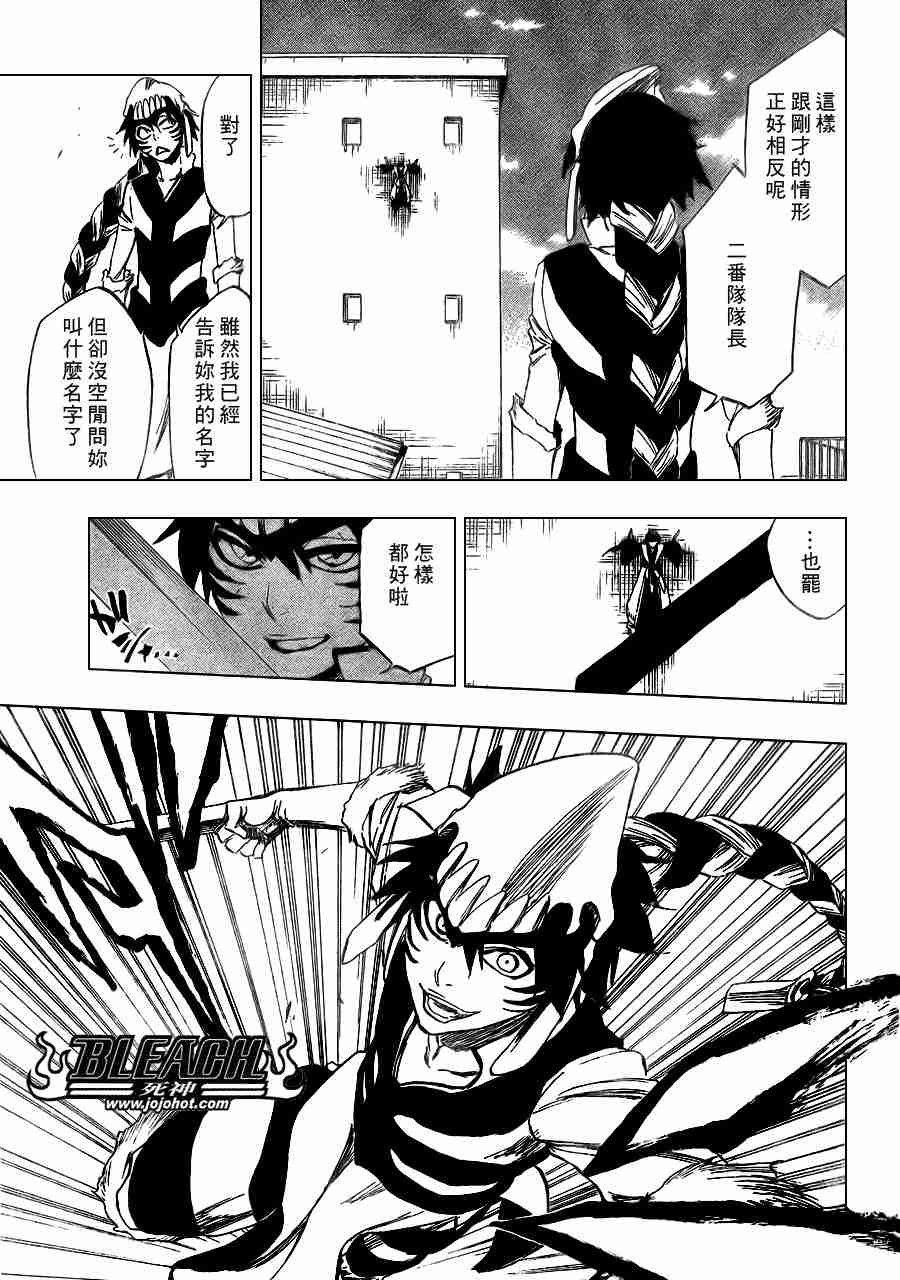 這樣
跟剛才的情形
正好相反呢
二番隊隊長
對了
雖然我已經
告訴妳我的名字
但卻沒空閒問妳
叫什麼名字了
…也罷
怎樣
都好啦
BLEACH
死神
www.jojohot.com